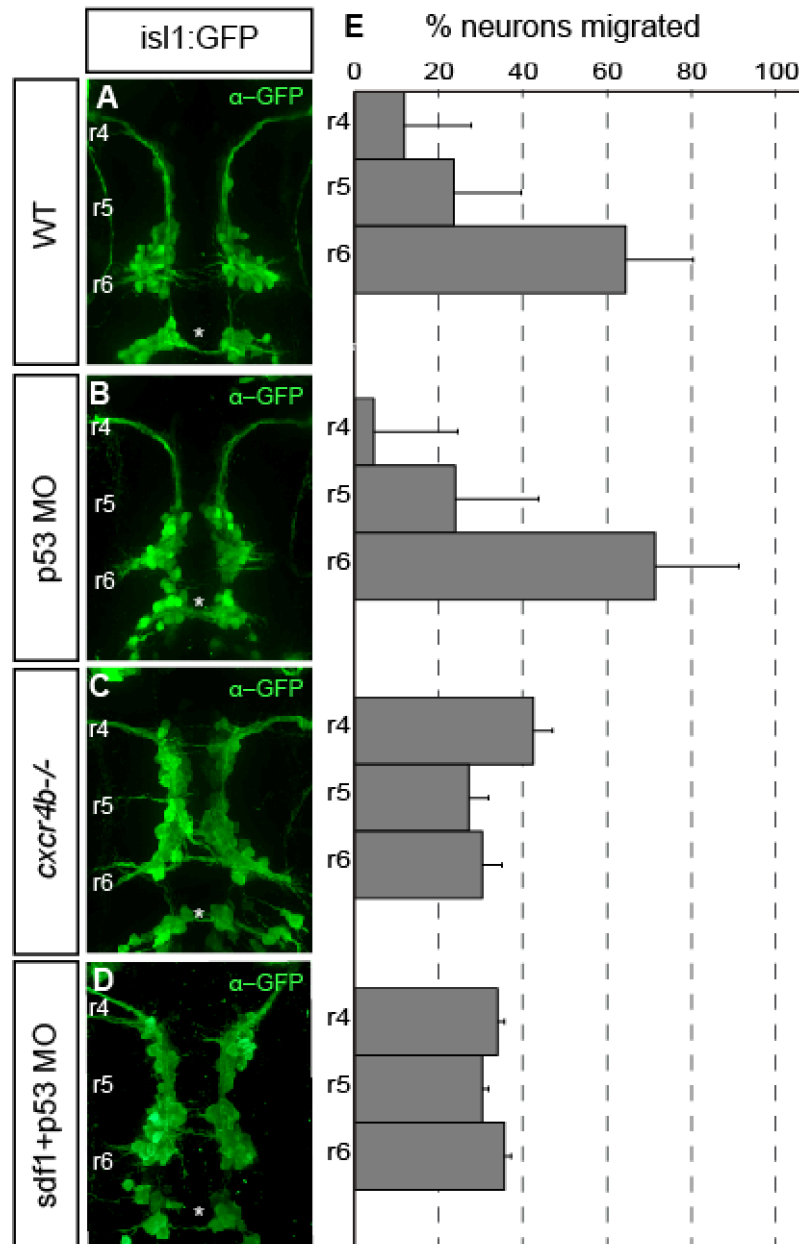 isl1:GFP
E
% neurons migrated
0 20 40 60 80 100
WT
A
α–GFP
r4
r5
r6
*
r4
r5
r6
p53 MO
B
α–GFP
r4
r5
r6
*
r4
r5
r6
cxcr4b-/-
C
α–GFP
r4
r5
r6
*
r4
r5
r6
sdf1+p53 MO
D
α–GFP
r4
r5
r6
*
r4
r5
r6